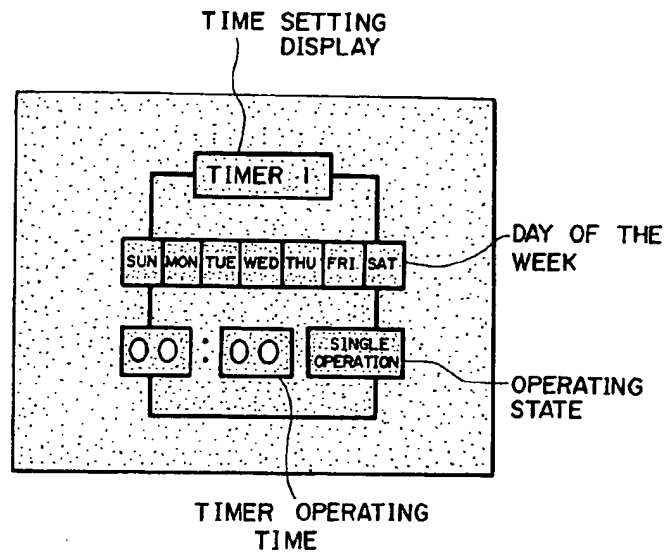 TIME SETTING
DISPLAY
TIMER 1
SUN MON TUE WED THU FRI SAT
DAY OF THE
WEEK
00 : 00
SINGLE
OPERATION
OPERATING
STATE
TIMER OPERATING
TIME